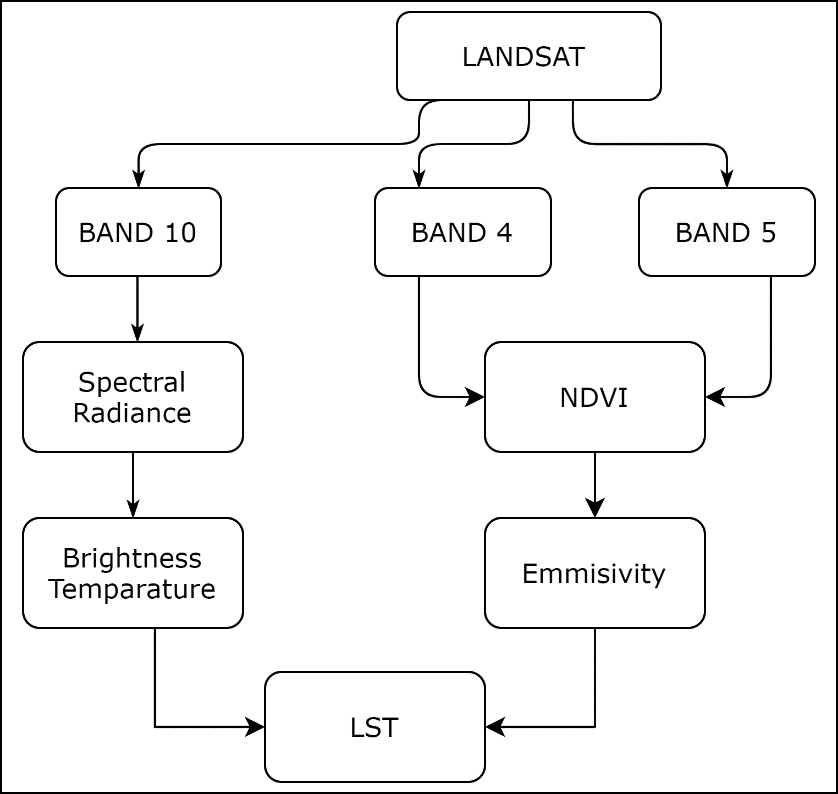 LANDSAT
BAND 10
BAND 4
BAND 5
Spectral
Radiance
NDVI
Brightness
Temparature
Emmisivity
LST